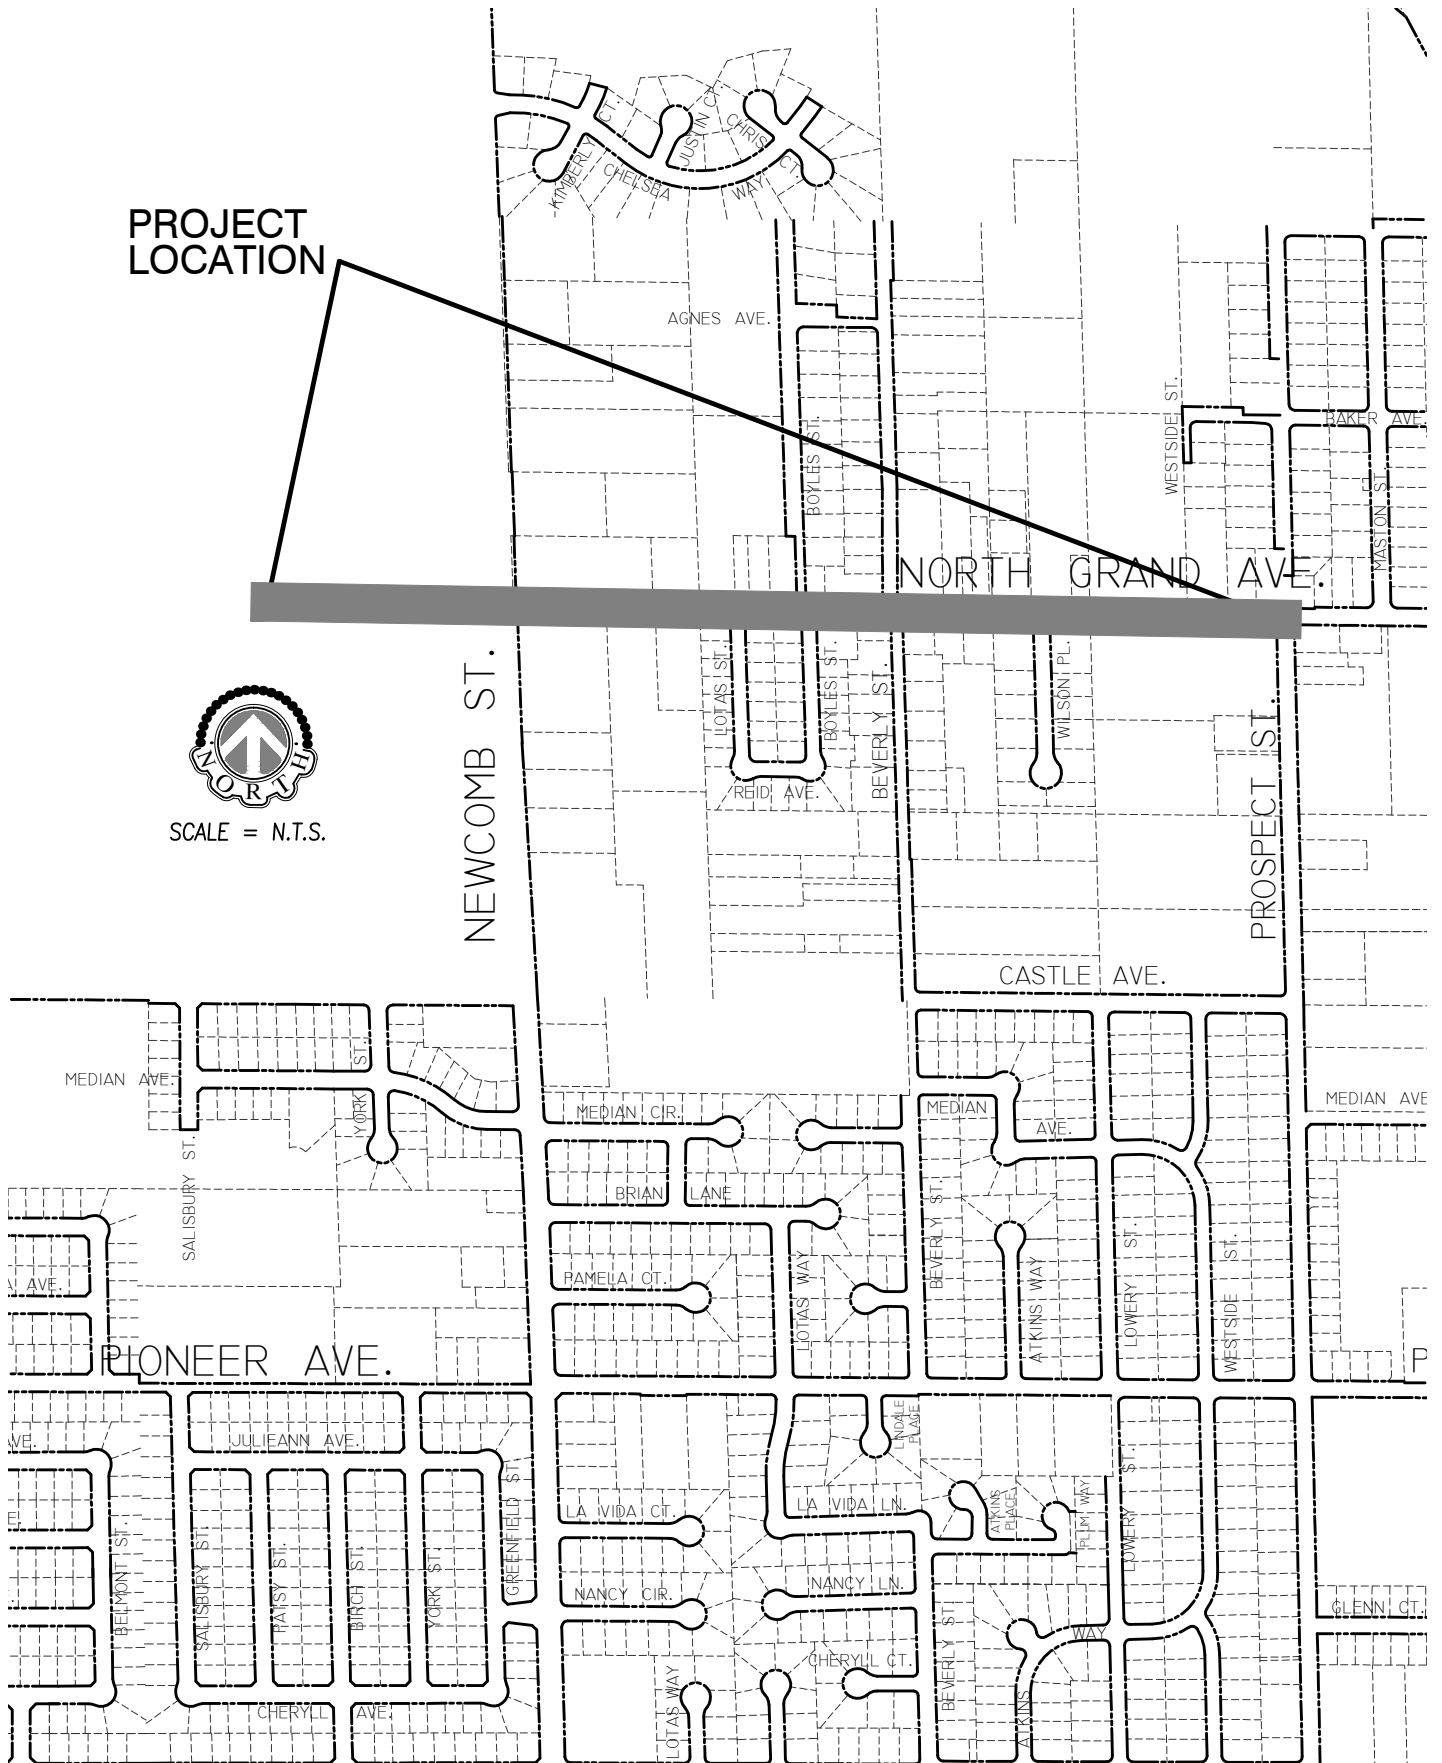 KIMBERLY CT.
JUSTIN CT.
CHRIS CT.
CHELSEA WAY
PROJECT
LOCATION
AGNES AVE.
BOYLES ST.
WESTSIDE ST.
BAKER AVE.
MASTON ST.
NORTH GRAND AVE.
NEWCOMB ST.
LOTAS ST.
BOYLES ST.
BEVERLY ST.
WILSON PL.
PROSPECT ST.
REID AVE.
NORTH
SCALE = N.T.S.
CASTLE AVE.
MEDIAN AVE.
YORK ST.
SALISBURY ST.
MEDIAN CIR.
MEDIAN AVE.
MEDIAN AVE
BRIAN LANE
PAMELA CT.
LOTAS WAY
BEVERLY ST.
ATKINS WAY
LOWERY ST.
WESTSIDE ST.
A AVE.
PIONEER AVE.
P
AVE.
JULIEANN AVE.
LINDALE
PLACE
GREENFIELD ST.
LA VIDA CT.
LA VIDA LN.
ATKINS
PLACE
PLUM WAY
LOWERY ST.
E.
BELMONT ST.
SALISBURY ST.
PATSY ST.
BIRCH ST.
YORK ST.
NANCY CIR.
NANCY LN.
GLENN CT.
BEVERLY ST.
ATKINS WAY
CHERYLL CT.
LOTAS WAY
CHERYLL AVE.